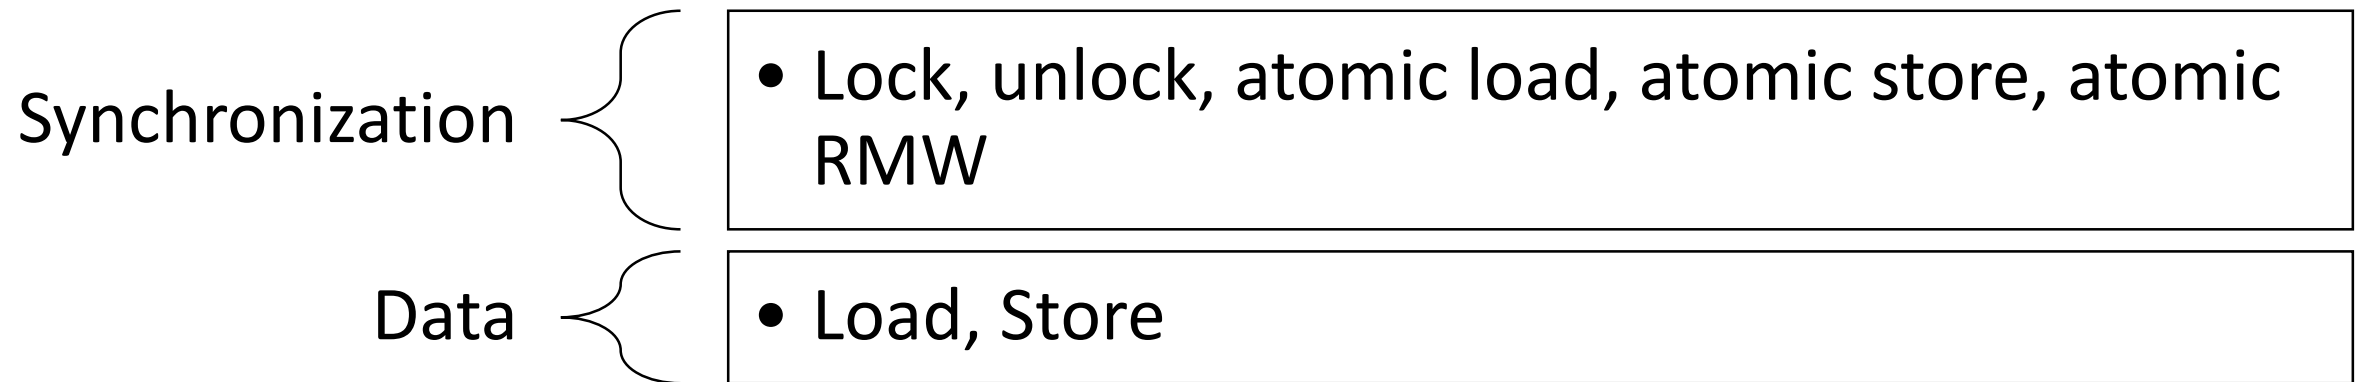 Synchronization
• Lock, unlock, atomic load, atomic store, atomic
RMW
Data
• Load, Store